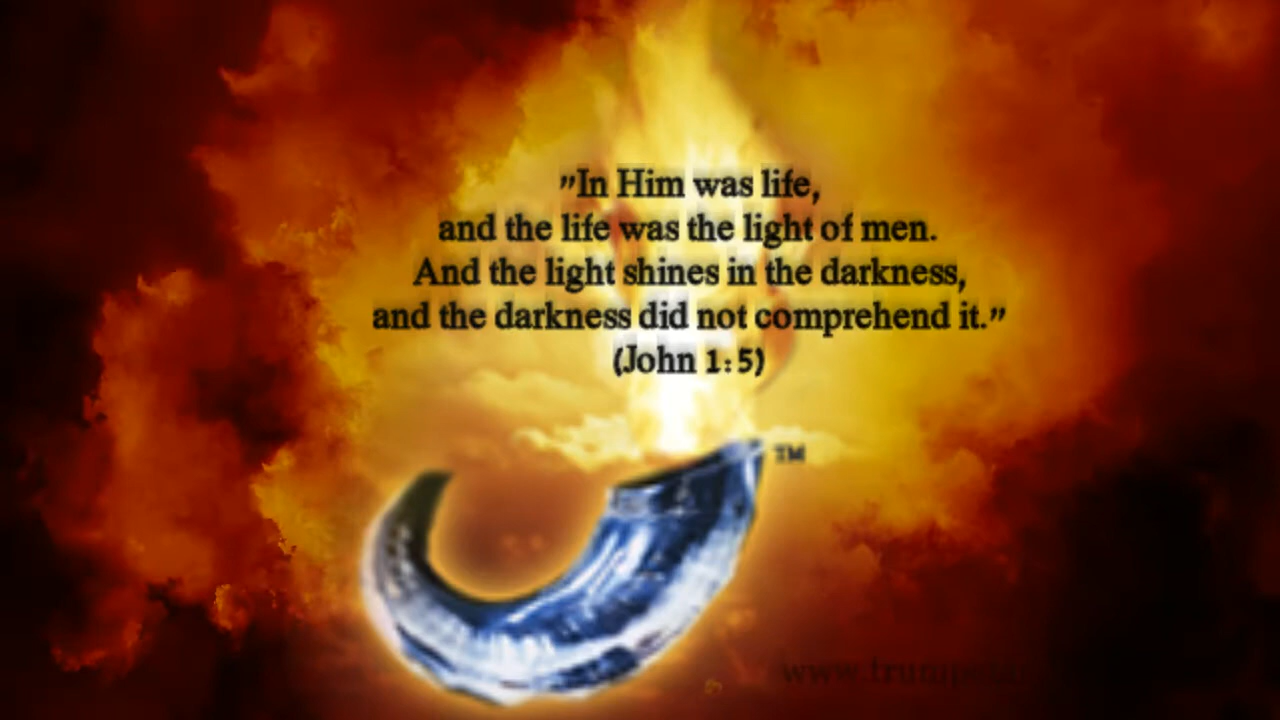 "In Him was life,
and the life was the light of men.
And the light shines in the darkness,
and the darkness did not comprehend it."
(John 1:5)
TM